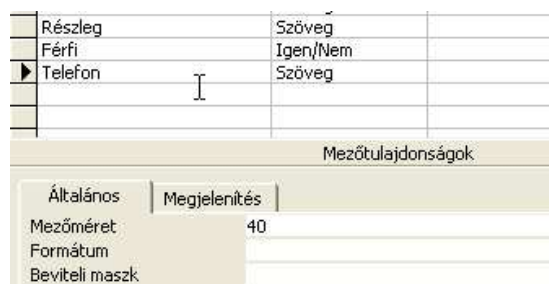 Részleg Szöveg
Férfi Igen/Nem
Telefon Szöveg
Mezőtulajdonságok
Általános Megjelenítés
Mezőméret 40
Formátum
Beviteli maszk